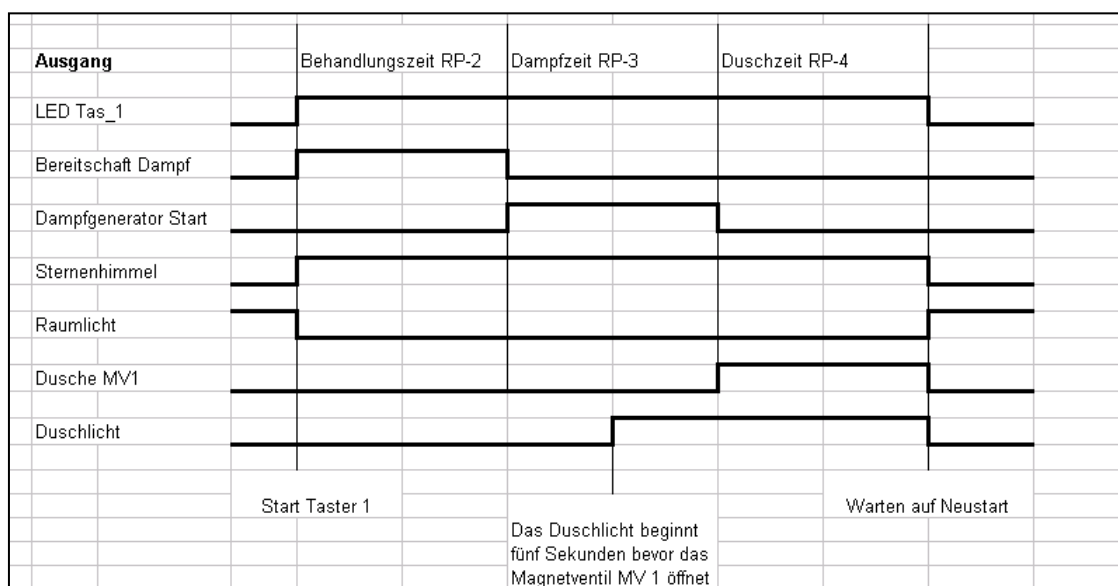 Ausgang Behandlungszeit RP-2 Dampfzeit RP-3 Duschzeit RP-4
LED Tas_1
Bereitschaft Dampf
Dampfgenerator Start
Sternenhimmel
Raumlicht
Dusche MV1
Duschlicht
Start Taster 1 Warten auf Neustart
Das Duschlicht beginnt
fünf Sekunden bevor das
Magnetventil MV 1 öffnet